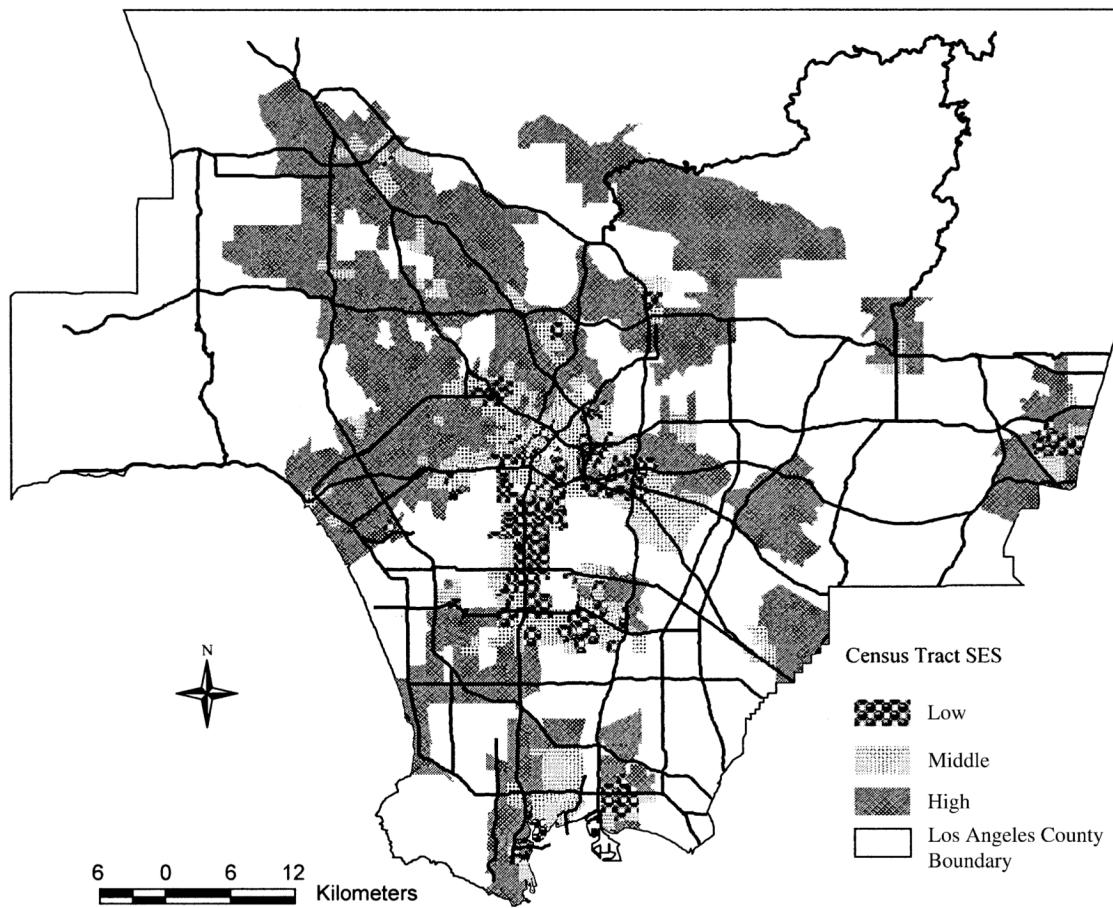 N
Census Tract SES
Low
Middle
High
Los Angeles County
Boundary
6 0 6 12
Kilometers